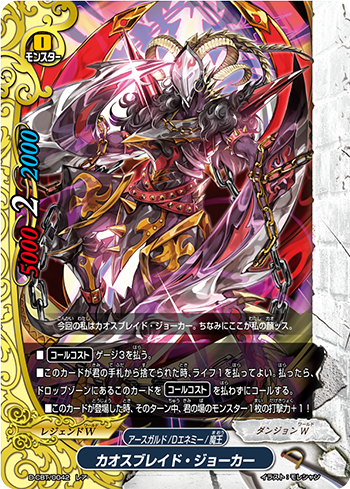 0
モンスター
5000-2-2000
今回の私はカオスブレイド・ジョーカー。ちなみにここが私の顔ッス。
■コールコスト ゲージ3を払う。
■このカードが君の手札から捨てられた時、ライフ1を払ってよい。払ったら、
ドロップゾーンにあるこのカードをコールコストを払わずにコールする。
■このカードが登場した時、そのターン中、君の場のモンスター1枚の打撃力+1!
レジェンドW
アースガルド/Dエネミー/魔王
ダンジョンW
カオスブレイド・ジョーカー
D-CBT/0042 レア
イラスト:モレシャン